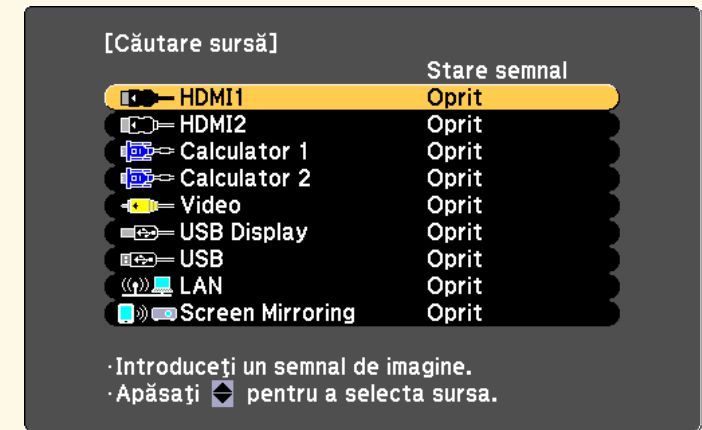 [Căutare sursă]
Stare semnal
HDMI1 Oprit
HDMI2 Oprit
Calculator 1 Oprit
Calculator 2 Oprit
Video Oprit
USB Display Oprit
USB Oprit
LAN Oprit
Screen Mirroring Oprit
·Introduceţi un semnal de imagine.
·Apăsaţi pentru a selecta sursa.